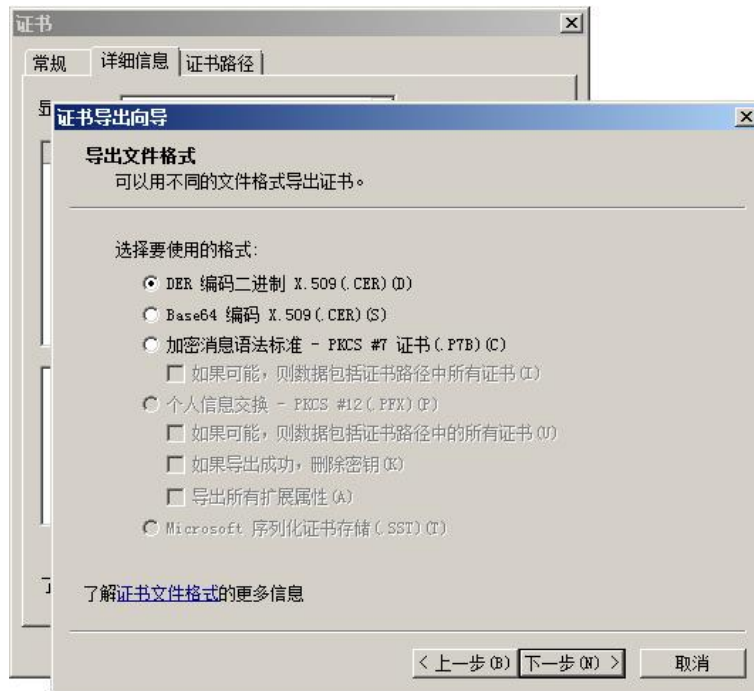 证书
常规 详细信息 证书路径
证书导出向导
导出文件格式
可以用不同的文件格式导出证书。
选择要使用的格式:
DER 编码二进制 X.509(.CER)(D)
Base64 编码 X.509(.CER)(S)
加密消息语法标准 - PKCS #7 证书(.P7B)(C)
如果可能，则数据包括证书路径中所有证书(I)
个人信息交换 - PKCS #12(.PFX)(P)
如果可能，则数据包括证书路径中的所有证书(U)
如果导出成功，删除密钥(K)
导出所有扩展属性(A)
Microsoft 序列化证书存储(.SST)(T)
了解证书文件格式的更多信息
< 上一步(B) 下一步(N) > 取消